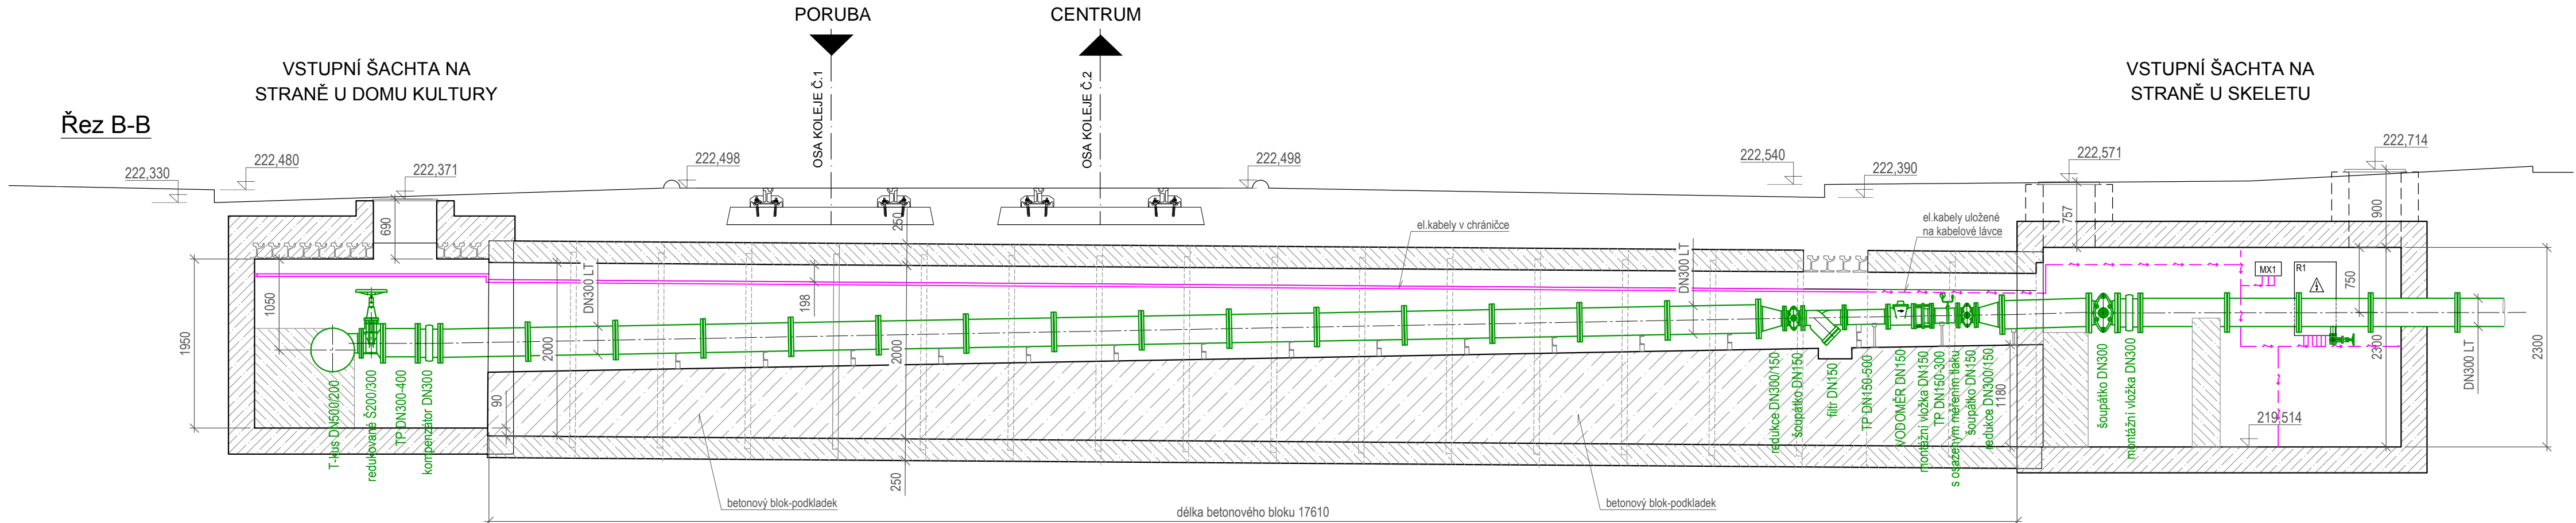 PORUBA
CENTRUM
VSTUPNÍ ŠACHTA NA
STRANĚ U DOMU KULTURY
VSTUPNÍ ŠACHTA NA
STRANĚ U SKELETU
Řez B-B
OSA KOLEJE Č.1
OSA KOLEJE Č.2
222,330
222,480
222,371
222,498
222,498
222,540
222,390
222,571
222,714
690
250
757
900
el.kabely v chráničce
el.kabely uložené
na kabelové lávce
1950
1050
DN300 LT
198
DN300 LT
MX1
R1
750
2000
2000
90
250
1180
2300
DN300 LT
2300
219,514
T-kus DN500/200
redukované Š200/300
TP DN300-400
kompenzátor DN300
redukce DN300/150
šoupátko DN150
filtr DN150
TP DN150-500
VODOMĚR DN150
montážní vložka DN150
TP DN150-300
s osazeným měřením tlaku
šoupátko DN150
redukce DN300/150
šoupátko DN300
montážní vložka DN300
betonový blok-podkladek
betonový blok-podkladek
délka betonového bloku 17610